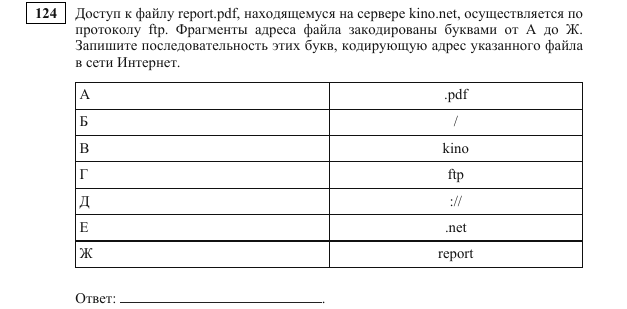 124
Доступ к файлу report.pdf, находящемуся на сервере kino.net, осуществляется по
протоколу ftp. Фрагменты адреса файла закодированы буквами от А до Ж.
Запишите последовательность этих букв, кодирующую адрес указанного файла
в сети Интернет.
А .pdf
Б /
В kino
Г ftp
Д ://
Е .net
Ж report
Ответ: ____________________.